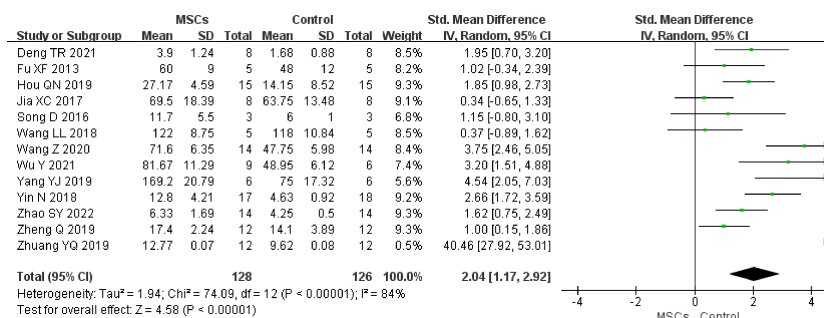 MSCs Control Std. Mean Difference Std. Mean Difference
Study or Subgroup Mean SD Total Mean SD Total Weight IV, Random, 95% CI IV, Random, 95% CI
Deng TR 2021 3.9 1.24 8 1.68 0.88 8 8.5% 1.95 [0.70, 3.20]
Fu XF 2013 60 9 5 48 12 5 8.3% 1.02 [-0.34, 2.39]
Hou QN 2019 27.17 4.59 15 14.15 8.52 15 9.3% 1.85 [0.98, 2.73]
Jia XC 2017 69.5 18.39 8 63.75 13.48 8 9.1% 0.34 [-0.65, 1.33]
Song D 2016 11.7 5.5 3 6 1 3 6.9% 1.15 [-0.80, 3.10]
Wang LL 2018 122 8.75 5 118 10.84 5 8.5% 0.37 [-0.89, 1.62]
Wang Z 2020 71.6 6.35 14 47.75 5.98 14 8.4% 3.75 [2.46, 5.05]
Wu Y 2021 81.67 11.29 9 48.95 6.12 6 7.5% 3.20 [1.51, 4.88]
Yang YJ 2019 169.2 20.79 6 75 17.32 6 5.6% 4.54 [2.05, 7.03]
Yin N 2018 12.8 4.21 17 4.63 0.92 18 9.2% 2.66 [1.72, 3.59]
Zhao SY 2022 6.33 1.69 14 4.25 0.5 14 9.3% 1.62 [0.75, 2.49]
Zheng Q 2019 17.4 2.24 12 14.1 3.89 12 9.3% 1.00 [0.15, 1.86]
Zhuang YQ 2019 12.77 0.07 12 9.62 0.08 12 0.5% 40.46 [27.92, 53.01]
Total (95% CI) 128 126 100.0% 2.04 [1.17, 2.92]
Heterogeneity: Tau² = 1.94; Chi² = 74.09, df = 12 (P < 0.00001); I² = 84%
Test for overall effect: Z = 4.58 (P < 0.00001)
-4 -2 0 2 4
MSCs Control